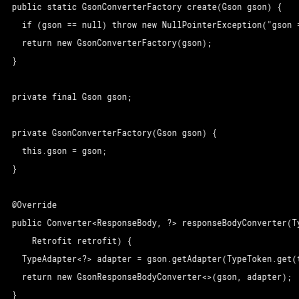 public static GsonConverterFactory create(Gson gson) {
if (gson == null) throw new NullPointerException("gson =
return new GsonConverterFactory(gson);
}
private final Gson gson;
private GsonConverterFactory(Gson gson) {
this.gson = gson;
}
@Override
public Converter<ResponseBody, ?> responseBodyConverter(Ty
Retrofit retrofit) {
TypeAdapter<?> adapter = gson.getAdapter(TypeToken.get(t
return new GsonResponseBodyConverter<>(gson, adapter);
}